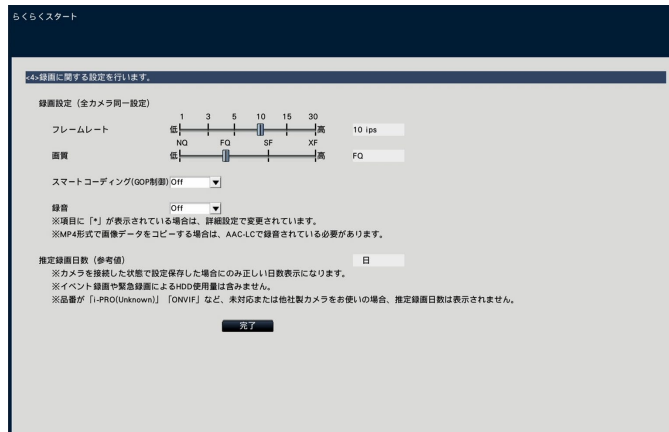 らくらくスタート
<4>録画に関する設定を行います。
録画設定（全カメラ同一設定）
1 3 5 10 15 30
フレームレート 低 高 10 ips
NQ FQ SF XF
画質 低 高 FQ
スマートコーディング(GOP制御) Off
録音 Off
※項目に「*」が表示されている場合は、詳細設定で変更されています。
※MP4形式で画像データをコピーする場合は、AAC-LCで録音されている必要があります。
推定録画日数（参考値） 日
※カメラを接続した状態で設定保存した場合にのみ正しい日数表示になります。
※イベント録画や緊急録画によるHDD使用量は含みません。
※品番が「i-PRO(Unknown)」「ONVIF」など、未対応または他社製カメラをお使いの場合、推定録画日数は表示されません。
完了